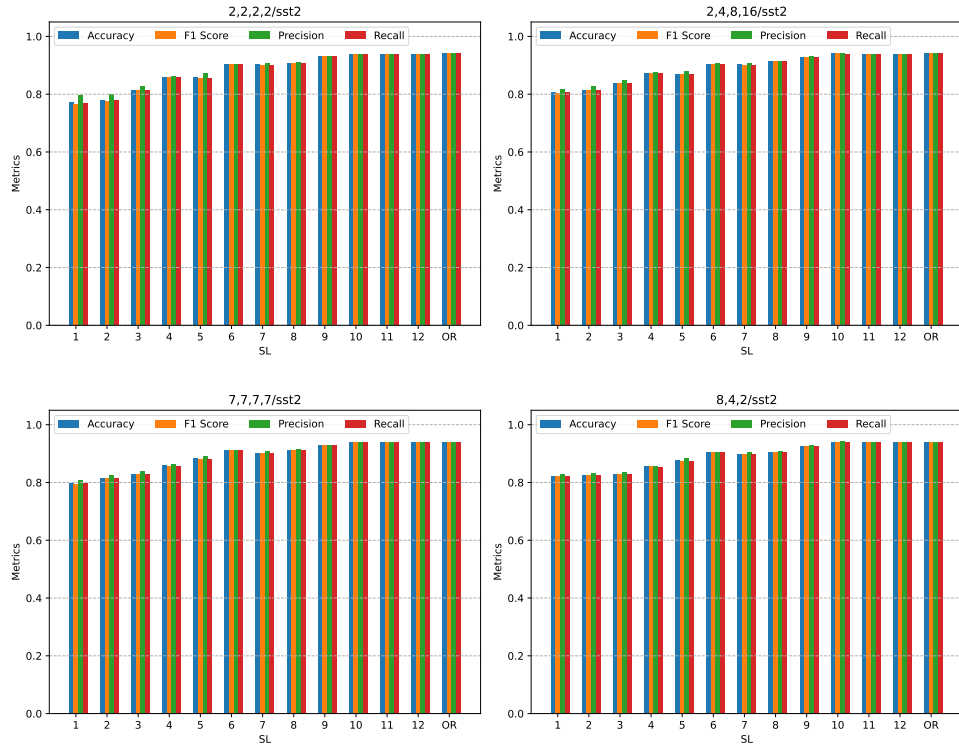 2,2,2,2/sst2
Accuracy F1 Score Precision Recall
1.0
0.8
0.6
0.4
0.2
0.0
Metrics
1 2 3 4 5 6 7 8 9 10 11 12 OR
SL
2,4,8,16/sst2
Accuracy F1 Score Precision Recall
1.0
0.8
0.6
0.4
0.2
0.0
Metrics
1 2 3 4 5 6 7 8 9 10 11 12 OR
SL
7,7,7,7/sst2
Accuracy F1 Score Precision Recall
1.0
0.8
0.6
0.4
0.2
0.0
Metrics
1 2 3 4 5 6 7 8 9 10 11 12 OR
SL
8,4,2/sst2
Accuracy F1 Score Precision Recall
1.0
0.8
0.6
0.4
0.2
0.0
Metrics
1 2 3 4 5 6 7 8 9 10 11 12 OR
SL